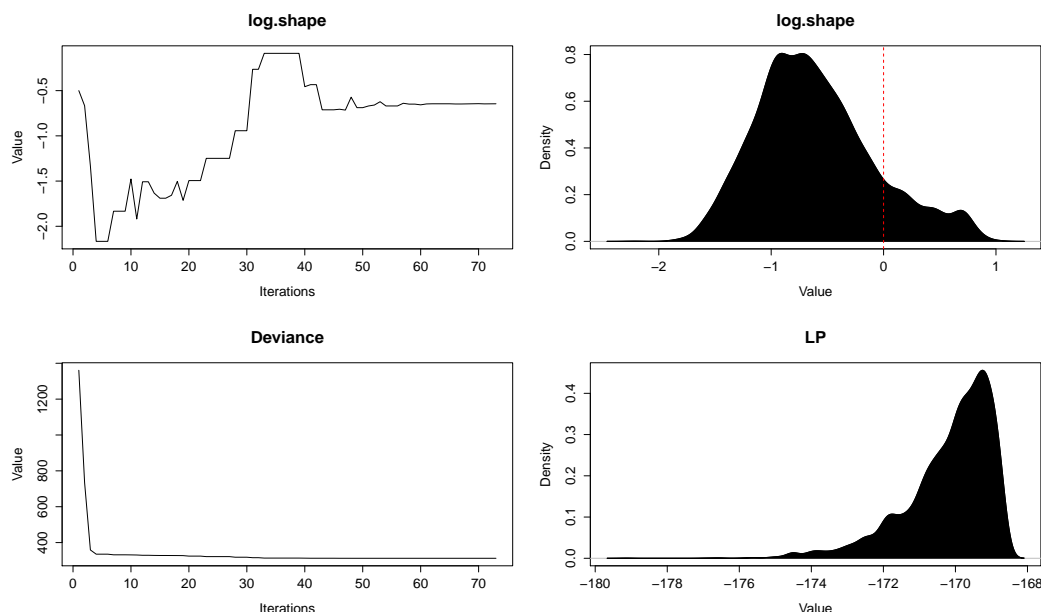 log.shape
Value
−2.0 −1.5 −1.0 −0.5
0 10 20 30 40 50 60 70
Iterations
log.shape
Density
0.0 0.2 0.4 0.6 0.8
−2 −1 0 1
Value
Deviance
Value
400 600 800 1200
0 10 20 30 40 50 60 70
Iterations
LP
Density
0.0 0.1 0.2 0.3 0.4
−180 −178 −176 −174 −172 −170 −168
Value